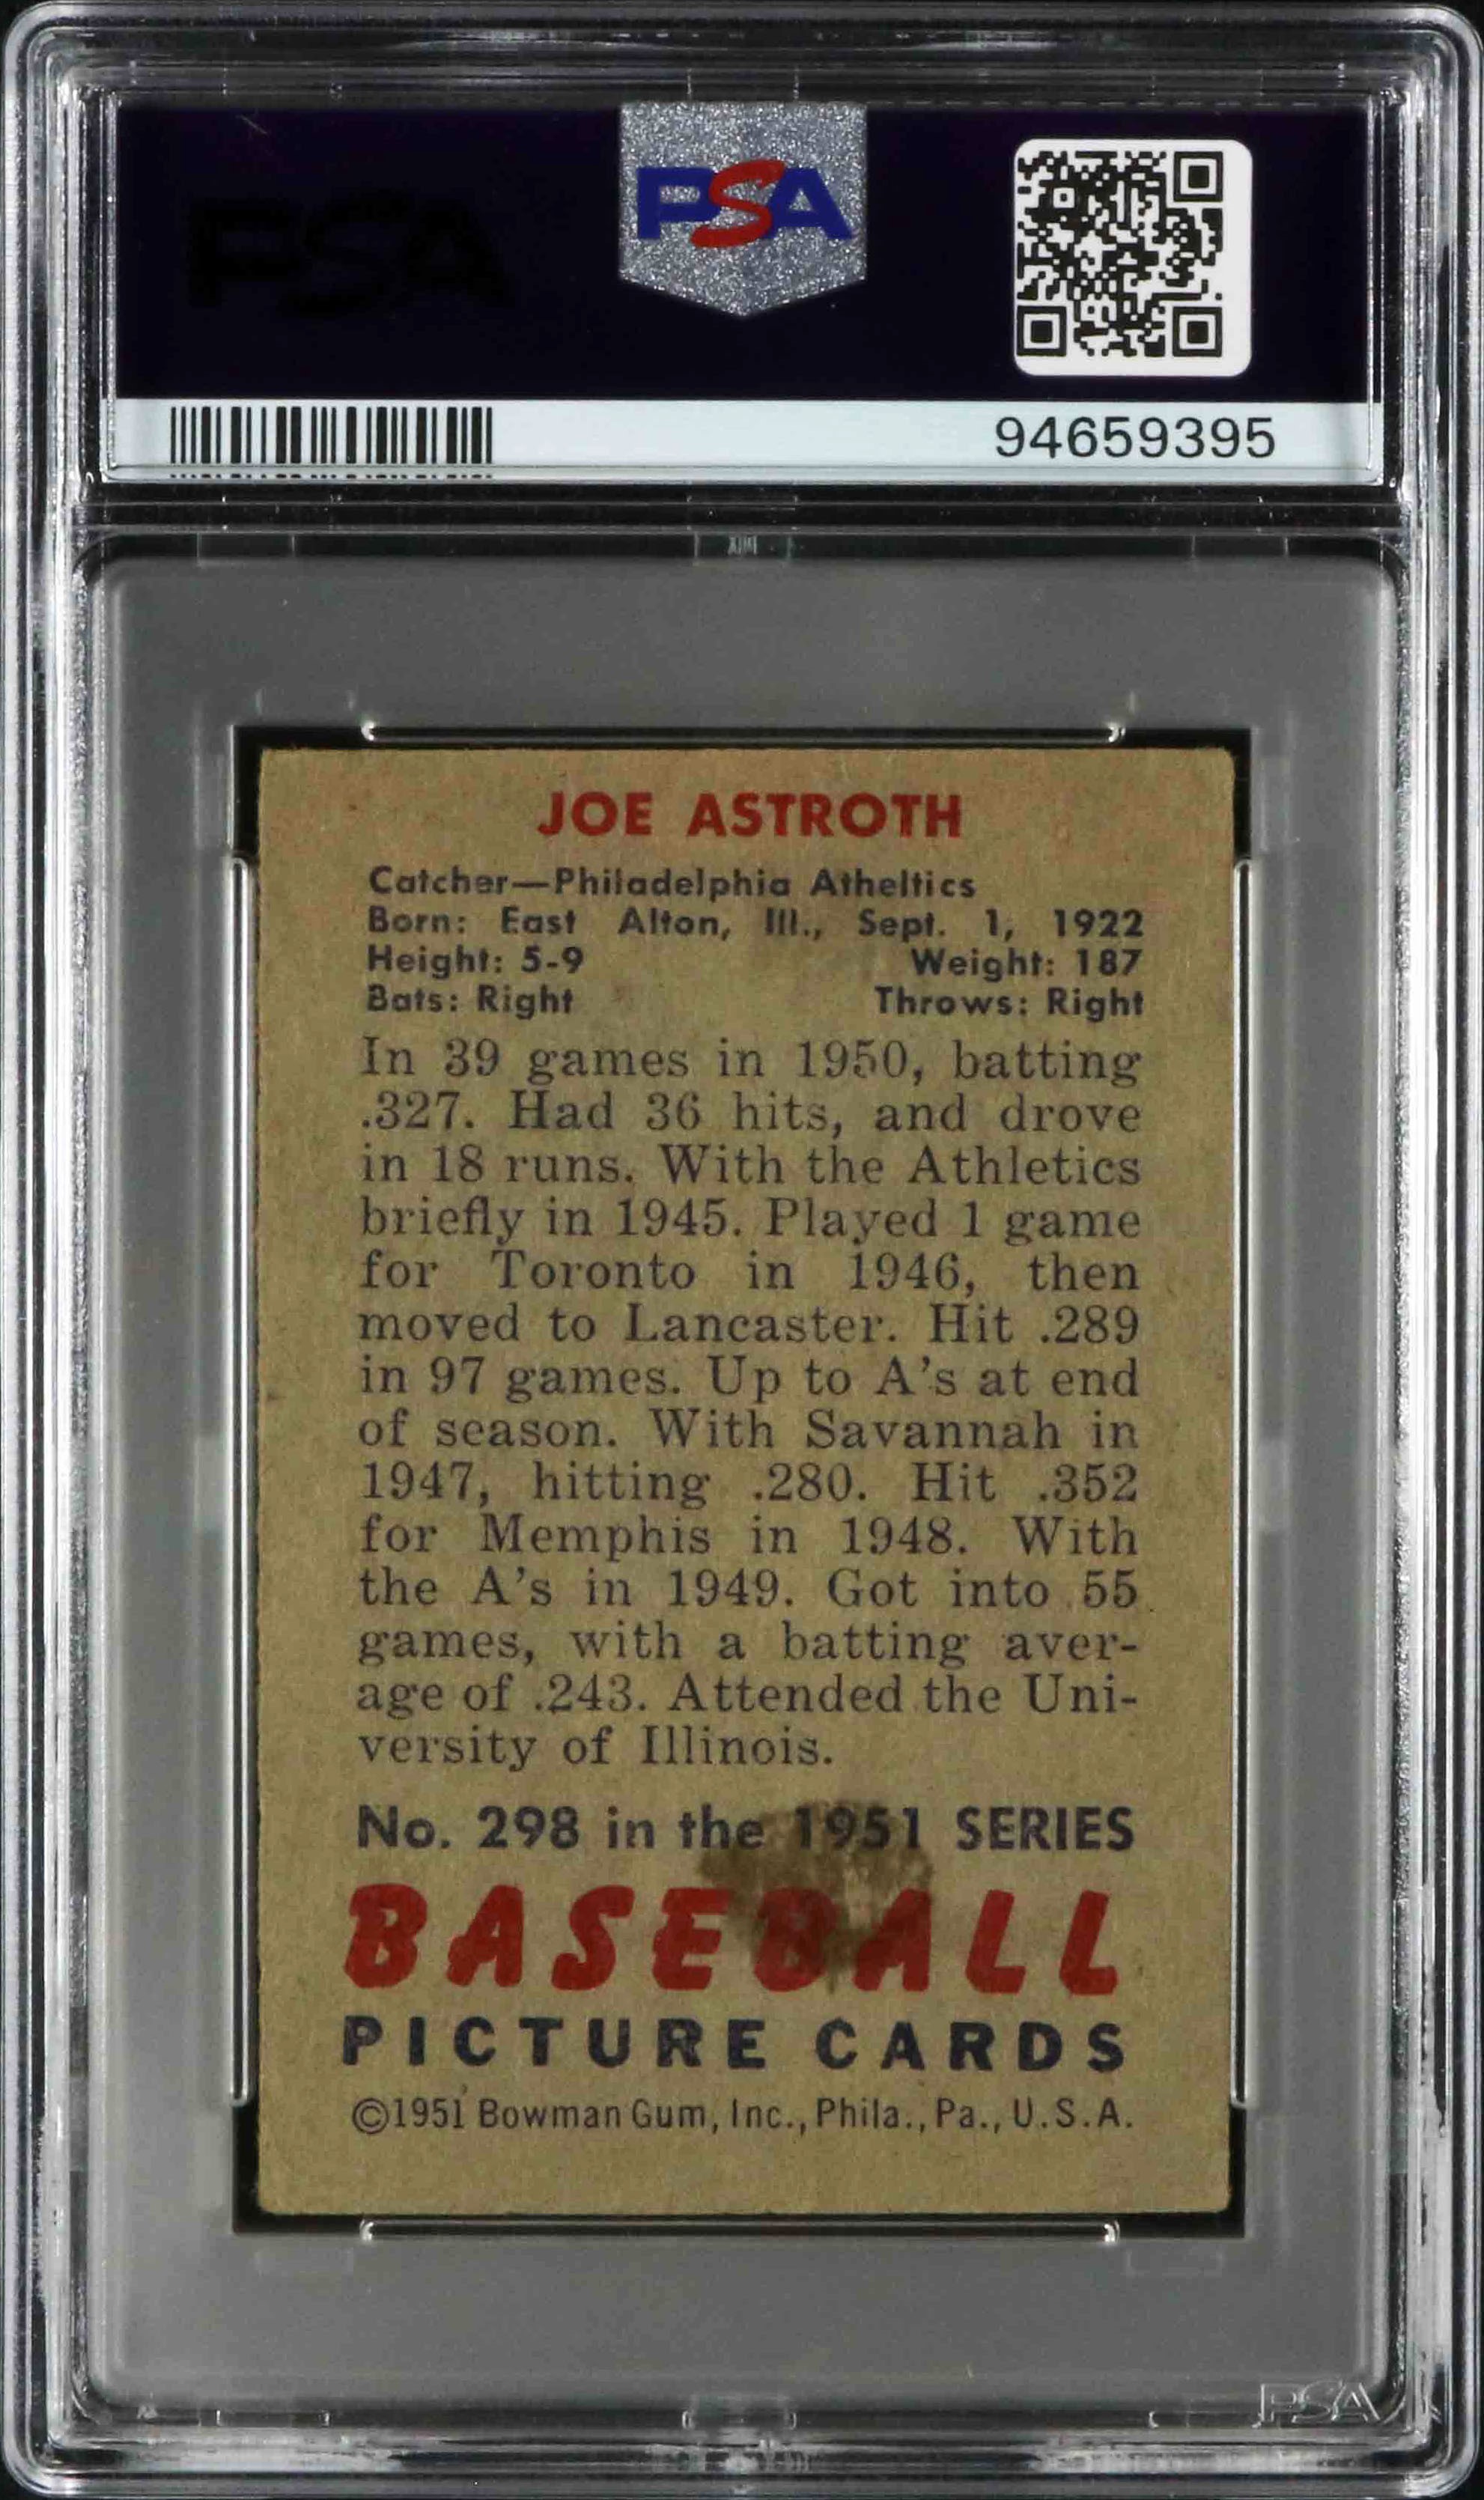 PSA
PSA
94659395
JOE ASTROTH
Catcher—Philadelphia Atheltics
Born: East Alton, Ill., Sept. 1, 1922
Height: 5-9 Weight: 187
Bats: Right Throws: Right
In 39 games in 1950, batting
.327. Had 36 hits, and drove
in 18 runs. With the Athletics
briefly in 1945. Played 1 game
for Toronto in 1946, then
moved to Lancaster. Hit .289
in 97 games. Up to A's at end
of season. With Savannah in
1947, hitting .280. Hit .352
for Memphis in 1948. With
the A's in 1949. Got into 55
games, with a batting aver-
age of .243. Attended the Uni-
versity of Illinois.
No. 298 in the 1951 SERIES
BASEBALL
PICTURE CARDS
©1951 Bowman Gum, Inc., Phila., Pa., U.S.A.
PSA